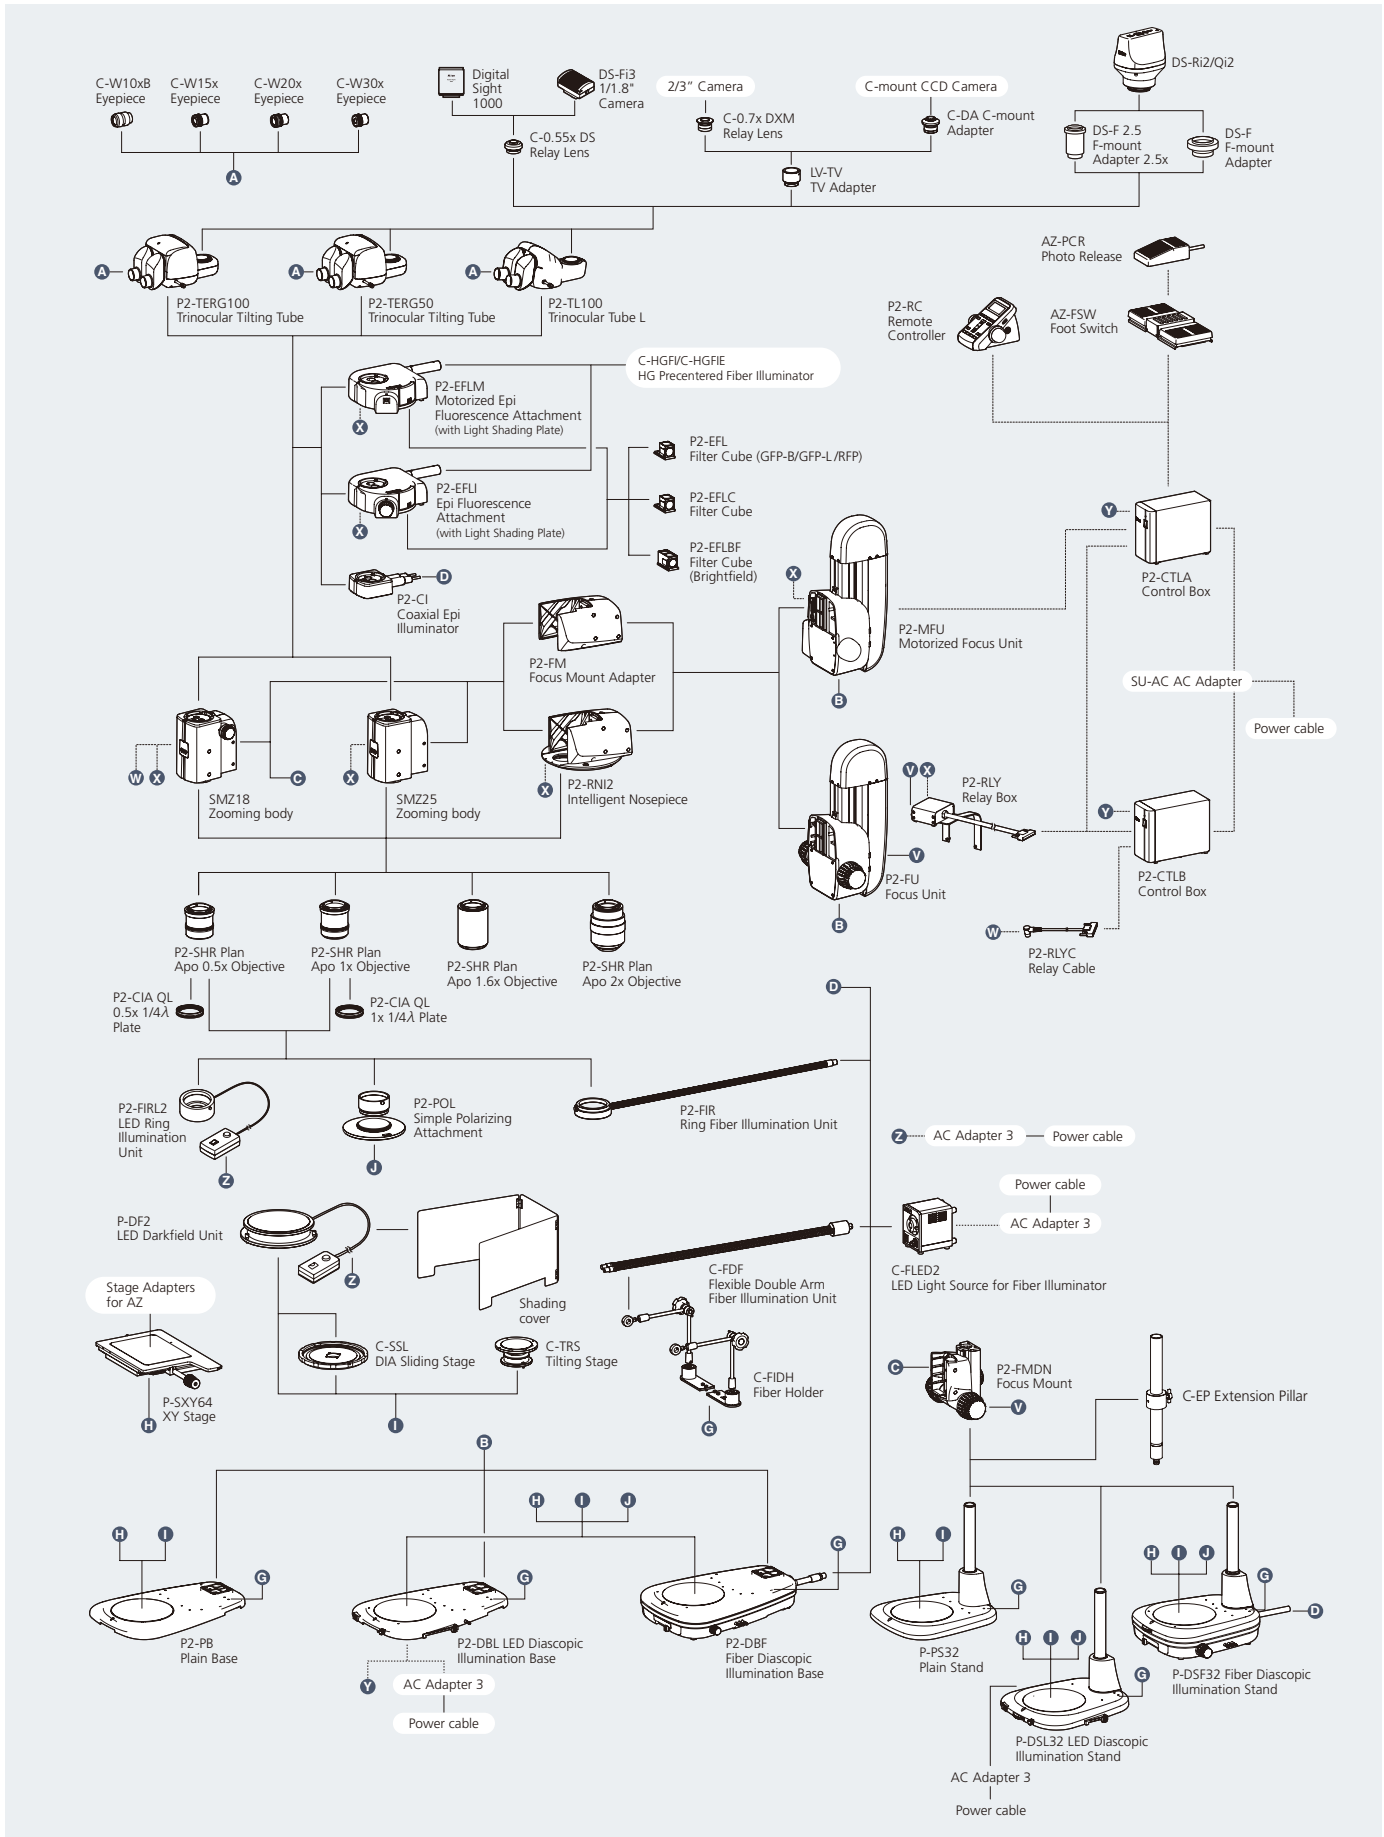 C-W10xB
Eyepiece
C-W15x
Eyepiece
C-W20x
Eyepiece
C-W30x
Eyepiece
A
Digital
Sight
1000
DS-Fi3
1/1.8"
Camera
C-0.55x DS
Relay Lens
2/3” Camera
C-0.7x DXM
Relay Lens
C-mount CCD Camera
C-DA C-mount
Adapter
LV-TV
TV Adapter
DS-Ri2/Qi2
DS-F 2.5
F-mount
Adapter 2.5x
DS-F
F-mount
Adapter
A
P2-TERG100
Trinocular Tilting Tube
A
P2-TERG50
Trinocular Tilting Tube
A
P2-TL100
Trinocular Tube L
AZ-PCR
Photo Release
P2-RC
Remote
Controller
AZ-FSW
Foot Switch
C-HGFI/C-HGFIE
HG Precentered Fiber Illuminator
P2-EFLM
Motorized Epi
Fluorescence Attachment
(with Light Shading Plate)
X
P2-EFLI
Epi Fluorescence
Attachment
(with Light Shading Plate)
X
P2-EFL
Filter Cube (GFP-B/GFP-L /RFP)
P2-EFLC
Filter Cube
P2-EFLBF
Filter Cube
(Brightfield)
D
P2-CI
Coaxial Epi
Illuminator
Y
P2-CTLA
Control Box
X
P2-MFU
Motorized Focus Unit
B
P2-FM
Focus Mount Adapter
SU-AC AC Adapter
Power cable
W
X
C
SMZ18
Zooming body
X
SMZ25
Zooming body
X
P2-RNI2
Intelligent Nosepiece
V
X
P2-RLY
Relay Box
Y
P2-CTLB
Control Box
V
P2-FU
Focus Unit
B
W
P2-RLYC
Relay Cable
P2-SHR Plan
Apo 0.5x Objective
P2-SHR Plan
Apo 1x Objective
P2-SHR Plan
Apo 1.6x Objective
P2-SHR Plan
Apo 2x Objective
P2-CIA QL
0.5x 1/4λ
Plate
P2-CIA QL
1x 1/4λ Plate
D
P2-FIRL2
LED Ring
Illumination
Unit
Z
P2-POL
Simple Polarizing
Attachment
J
P2-FIR
Ring Fiber Illumination Unit
Z
AC Adapter 3
Power cable
Power cable
AC Adapter 3
P-DF2
LED Darkfield Unit
Z
Shading
cover
C-FDF
Flexible Double Arm
Fiber Illumination Unit
C-FLED2
LED Light Source for Fiber Illuminator
Stage Adapters
for AZ
P-SXY64
XY Stage
H
C-SSL
DIA Sliding Stage
C-TRS
Tilting Stage
I
C-FIDH
Fiber Holder
G
C
P2-FMDN
Focus Mount
V
C-EP Extension Pillar
B
H
I
G
P2-PB
Plain Base
H
I
J
G
P2-DBL LED Diascopic
Illumination Base
Y
AC Adapter 3
Power cable
G
P2-DBF
Fiber Diascopic
Illumination Base
H
I
G
P-PS32
Plain Stand
H
I
J
G
P-DSL32 LED Diascopic
Illumination Stand
AC Adapter 3
Power cable
H
I
J
G
D
P-DSF32 Fiber Diascopic
Illumination Stand